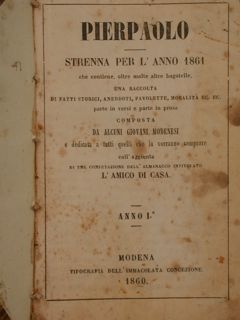 PIERPAOLO
STRENNA PER L' ANNO 1861
che contiene, oltre molte altre bagatelle,
UNA RACCOLTA
DI FATTI STORICI, ANEDDOTI, FAVOLETTE, MORALITÀ EC. EC.
parte in versi e parte in prosa
COMPOSTA
DA ALCUNI GIOVANI MODENESI
e dedicata a tutti quelli che la vorranno comprare
coll' aggiunta
DI UNA CONFUTAZIONE DELL' ALMANACCO INTITOLATO
L' AMICO DI CASA.
ANNO I.°
MODENA
TIPOGRAFIA DELL' IMMACOLATA CONCEZIONE
1860.